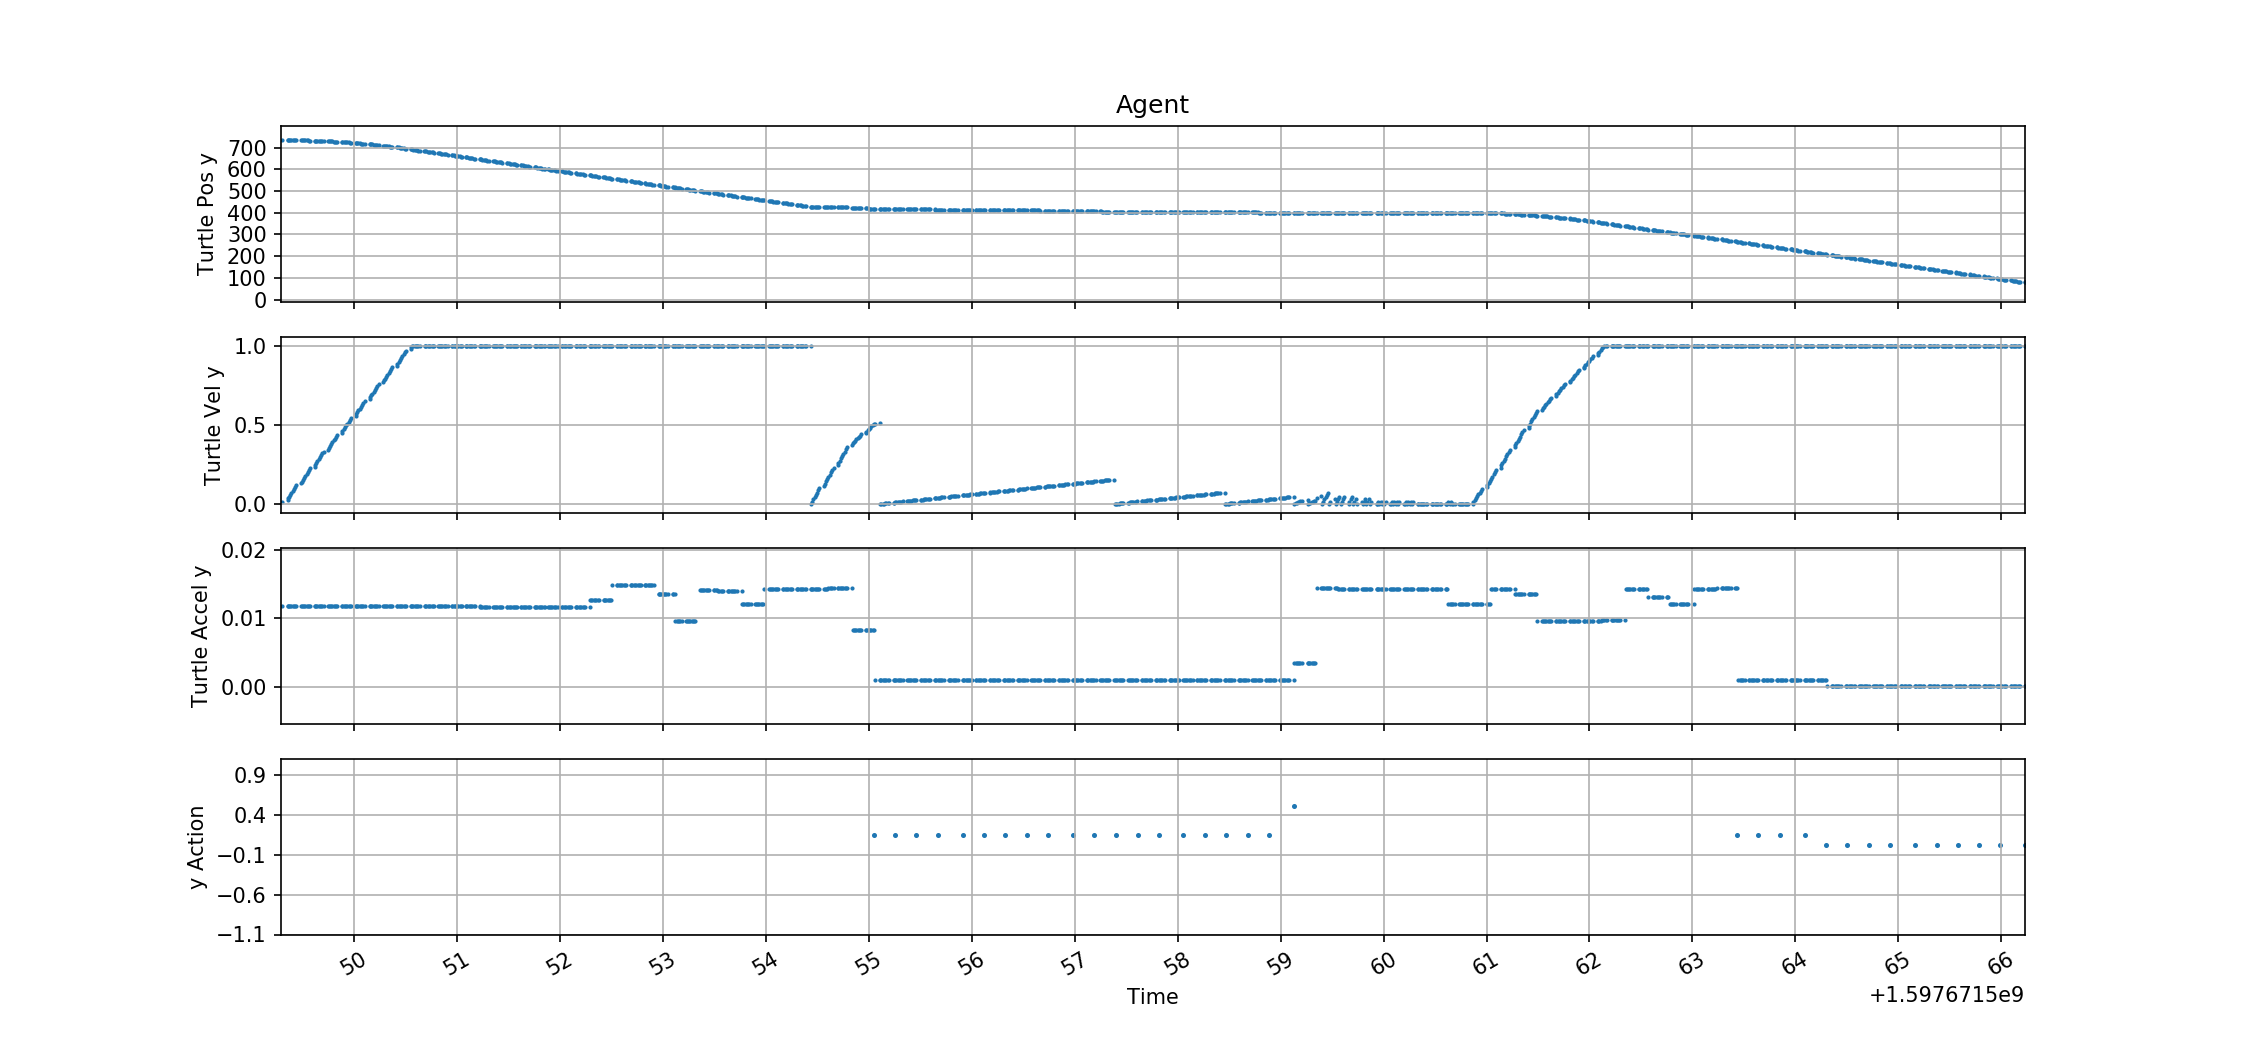 Agent
Turtle Pos y
700
600
500
400
300
200
100
0
Turtle Vel y
1.0
0.5
0.0
Turtle Accel y
0.02
0.01
0.00
y Action
0.9
0.4
−0.1
−0.6
−1.1
50 51 52 53 54 55 56 57 58 59 60 61 62 63 64 65 66
Time
+1.5976715e9